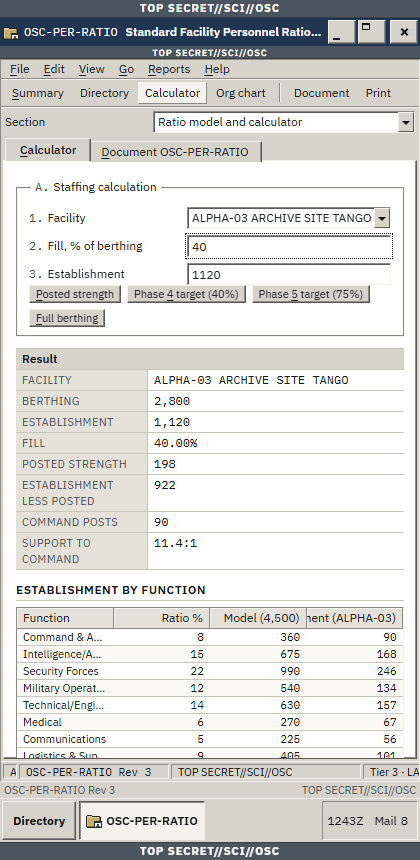 TOP SECRET//SCI//OSC
OSC-PER-RATIO Standard Facility Personnel Ratio...
TOP SECRET//SCI//OSC
File Edit View Go Reports Help
Summary Directory Calculator Org chart Document Print
Section Ratio model and calculator
Calculator Document OSC-PER-RATIO
A. Staffing calculation
1. Facility ALPHA-03 ARCHIVE SITE TANGO
2. Fill, % of berthing 40
3. Establishment 1120
Posted strength Phase 4 target (40%) Phase 5 target (75%)
Full berthing
Result
FACILITY ALPHA-03 ARCHIVE SITE TANGO
BERTHING 2,800
ESTABLISHMENT 1,120
FILL 40.00%
POSTED STRENGTH 198
ESTABLISHMENT 922
LESS POSTED
COMMAND POSTS 90
SUPPORT TO 11.4:1
COMMAND
ESTABLISHMENT BY FUNCTION
Function Ratio % Model (4,500) nent (ALPHA-03)
Command & A... 8 360 90
Intelligence/A... 15 675 168
Security Forces 22 990 246
Military Operat... 12 540 134
Technical/Engi... 14 630 157
Medical 6 270 67
Communications 5 225 56
Logistics & Sup... 9 405 101
A OSC-PER-RATIO Rev 3 TOP SECRET//SCI//OSC Tier 3 · LA
OSC-PER-RATIO Rev 3 TOP SECRET//SCI//OSC
Directory OSC-PER-RATIO 1243Z Mail 8
TOP SECRET//SCI//OSC